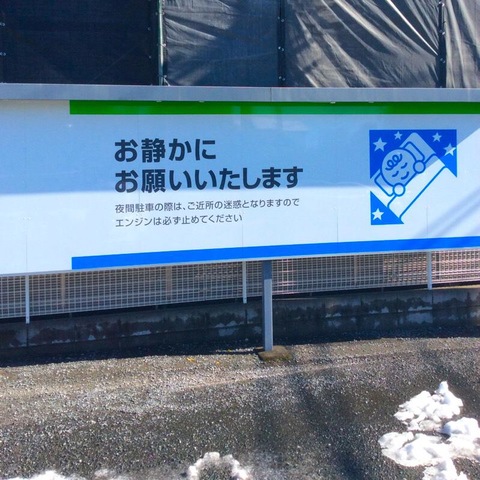 お静かに
お願いいたします
夜間駐車の際は、ご近所の迷惑となりますので
エンジンは必ず止めてください